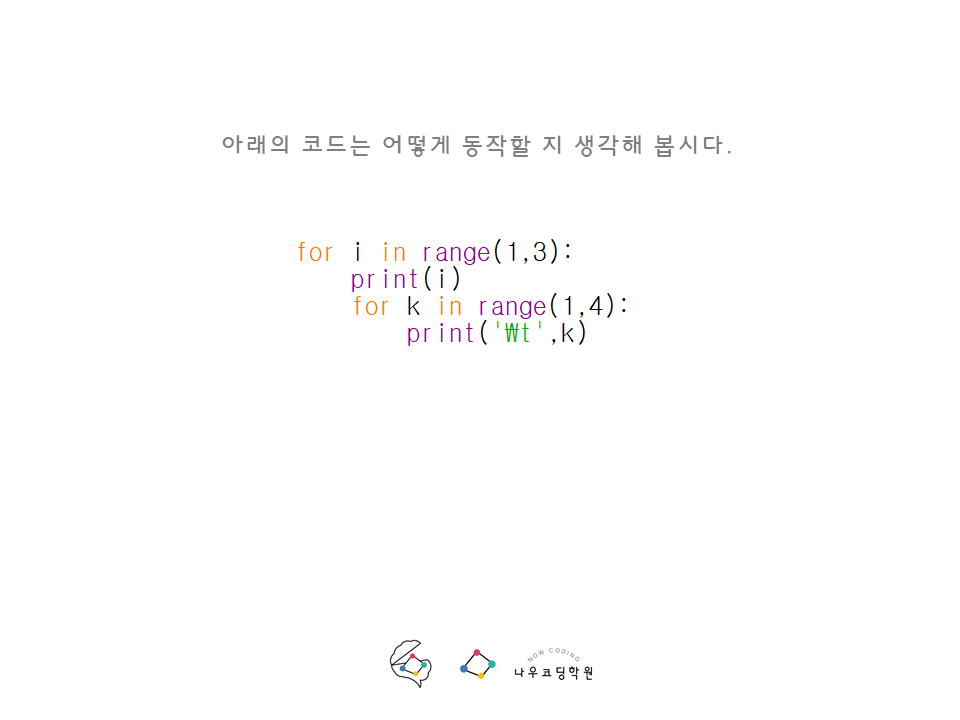 아래의 코드는 어떻게 동작할 지 생각해 봅시다.
for i in range(1,3):
    print(i)
    for k in range(1,4):
        print('₩t',k)
NOW CODING
나우코딩학원